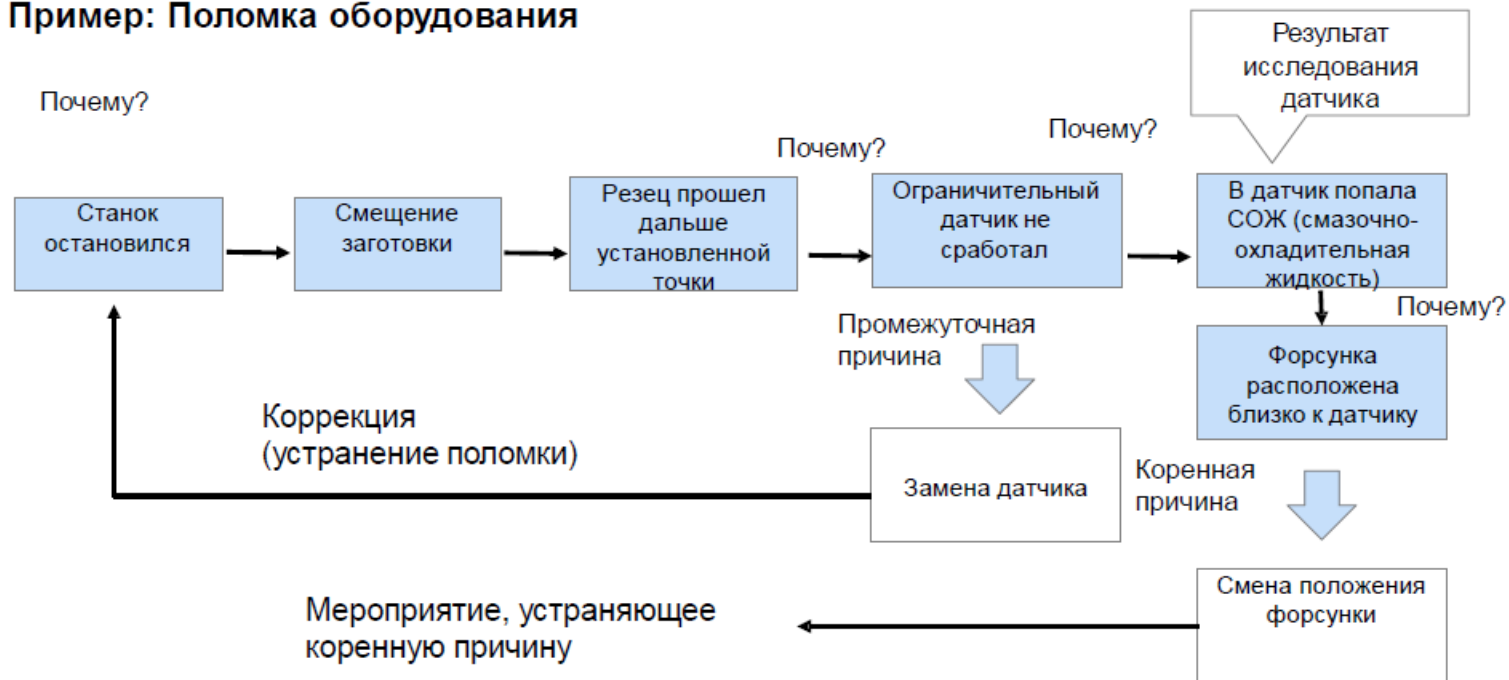 Пример: Поломка оборудования
Результат
исследования
датчика
Почему?
Почему?
Почему?
Станок
остановился
Смещение
заготовки
Резец прошел
дальше
установленной
точки
Ограничительный
датчик не
сработал
В датчик попала
СОЖ (смазочно-
охладительная
жидкость)
Почему?
Промежуточная
причина
Форсунка
расположена
близко к датчику
Коррекция
(устранение поломки)
Замена датчика
Коренная
причина
Смена положения
форсунки
Мероприятие, устраняющее
коренную причину